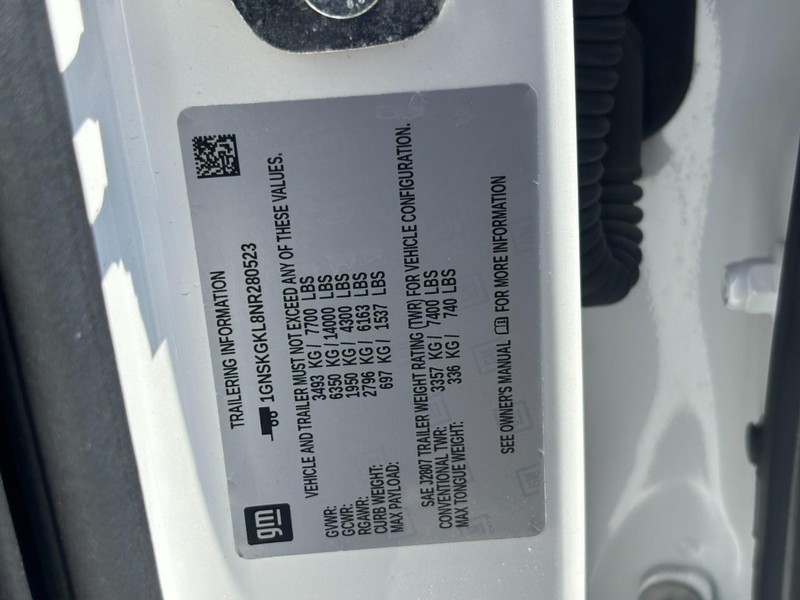 gm
TRAILERING INFORMATION
1GNSKGKL8NR280523
VEHICLE AND TRAILER MUST NOT EXCEED ANY OF THESE VALUES.
GVWR: 3493 KG / 7700 LBS
GCWR: 6350 KG / 14000 LBS
RGAWR: 1950 KG / 4300 LBS
CURB WEIGHT: 2796 KG / 6163 LBS
MAX PAYLOAD: 697 KG / 1537 LBS
SAE J2807 TRAILER WEIGHT RATING (TWR) FOR VEHICLE CONFIGURATION.
CONVENTIONAL TWR: 3357 KG / 7400 LBS
MAX TONGUE WEIGHT: 336 KG / 740 LBS
SEE OWNER'S MANUAL FOR MORE INFORMATION